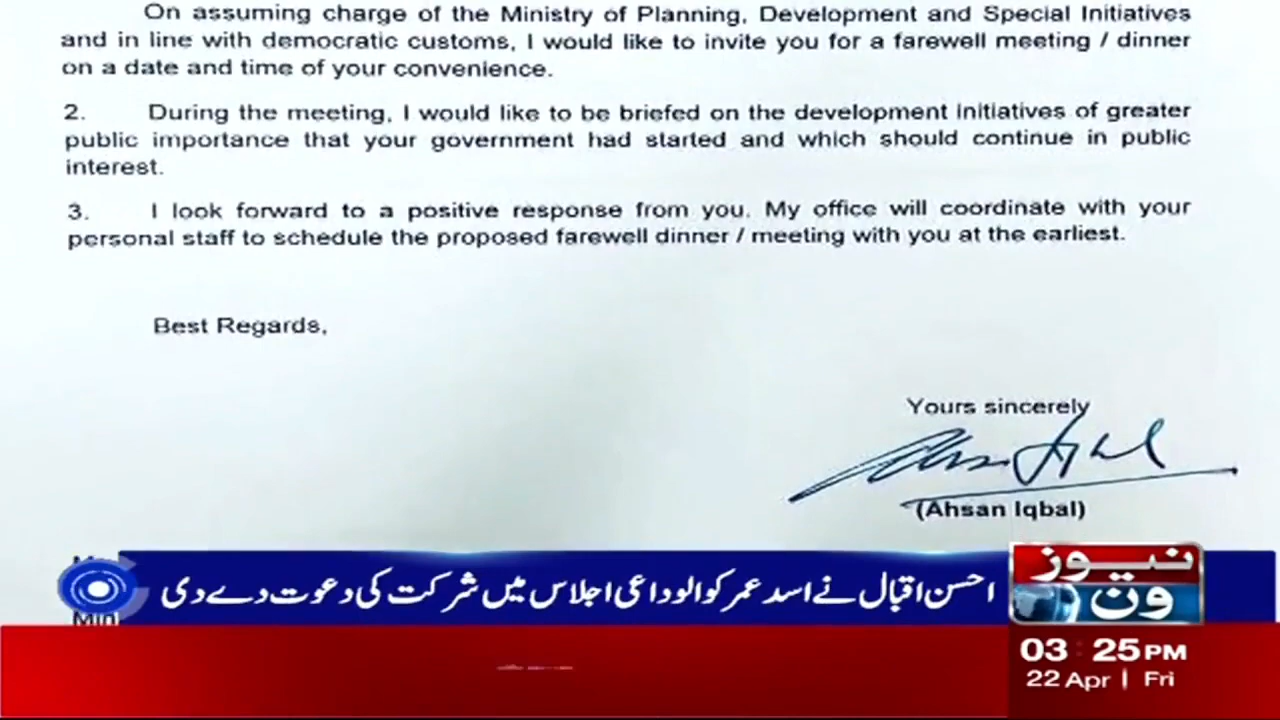 On assuming charge of the Ministry of Planning, Development and Special Initiatives
and in line with democratic customs, I would like to invite you for a farewell meeting / dinner
on a date and time of your convenience.
2. During the meeting, I would like to be briefed on the development initiatives of greater
public importance that your government had started and which should continue in public
interest.
3. I look forward to a positive response from you. My office will coordinate with your
personal staff to schedule the proposed farewell dinner / meeting with you at the earliest.
Best Regards,
Yours sincerely
(Ahsan Iqbal)
احسن اقبال نے اسد عمر کو الوداعی اجلاس میں شرکت کی دعوت دے دی
نیوز
ون
03:25PM
22 Apr | Fri